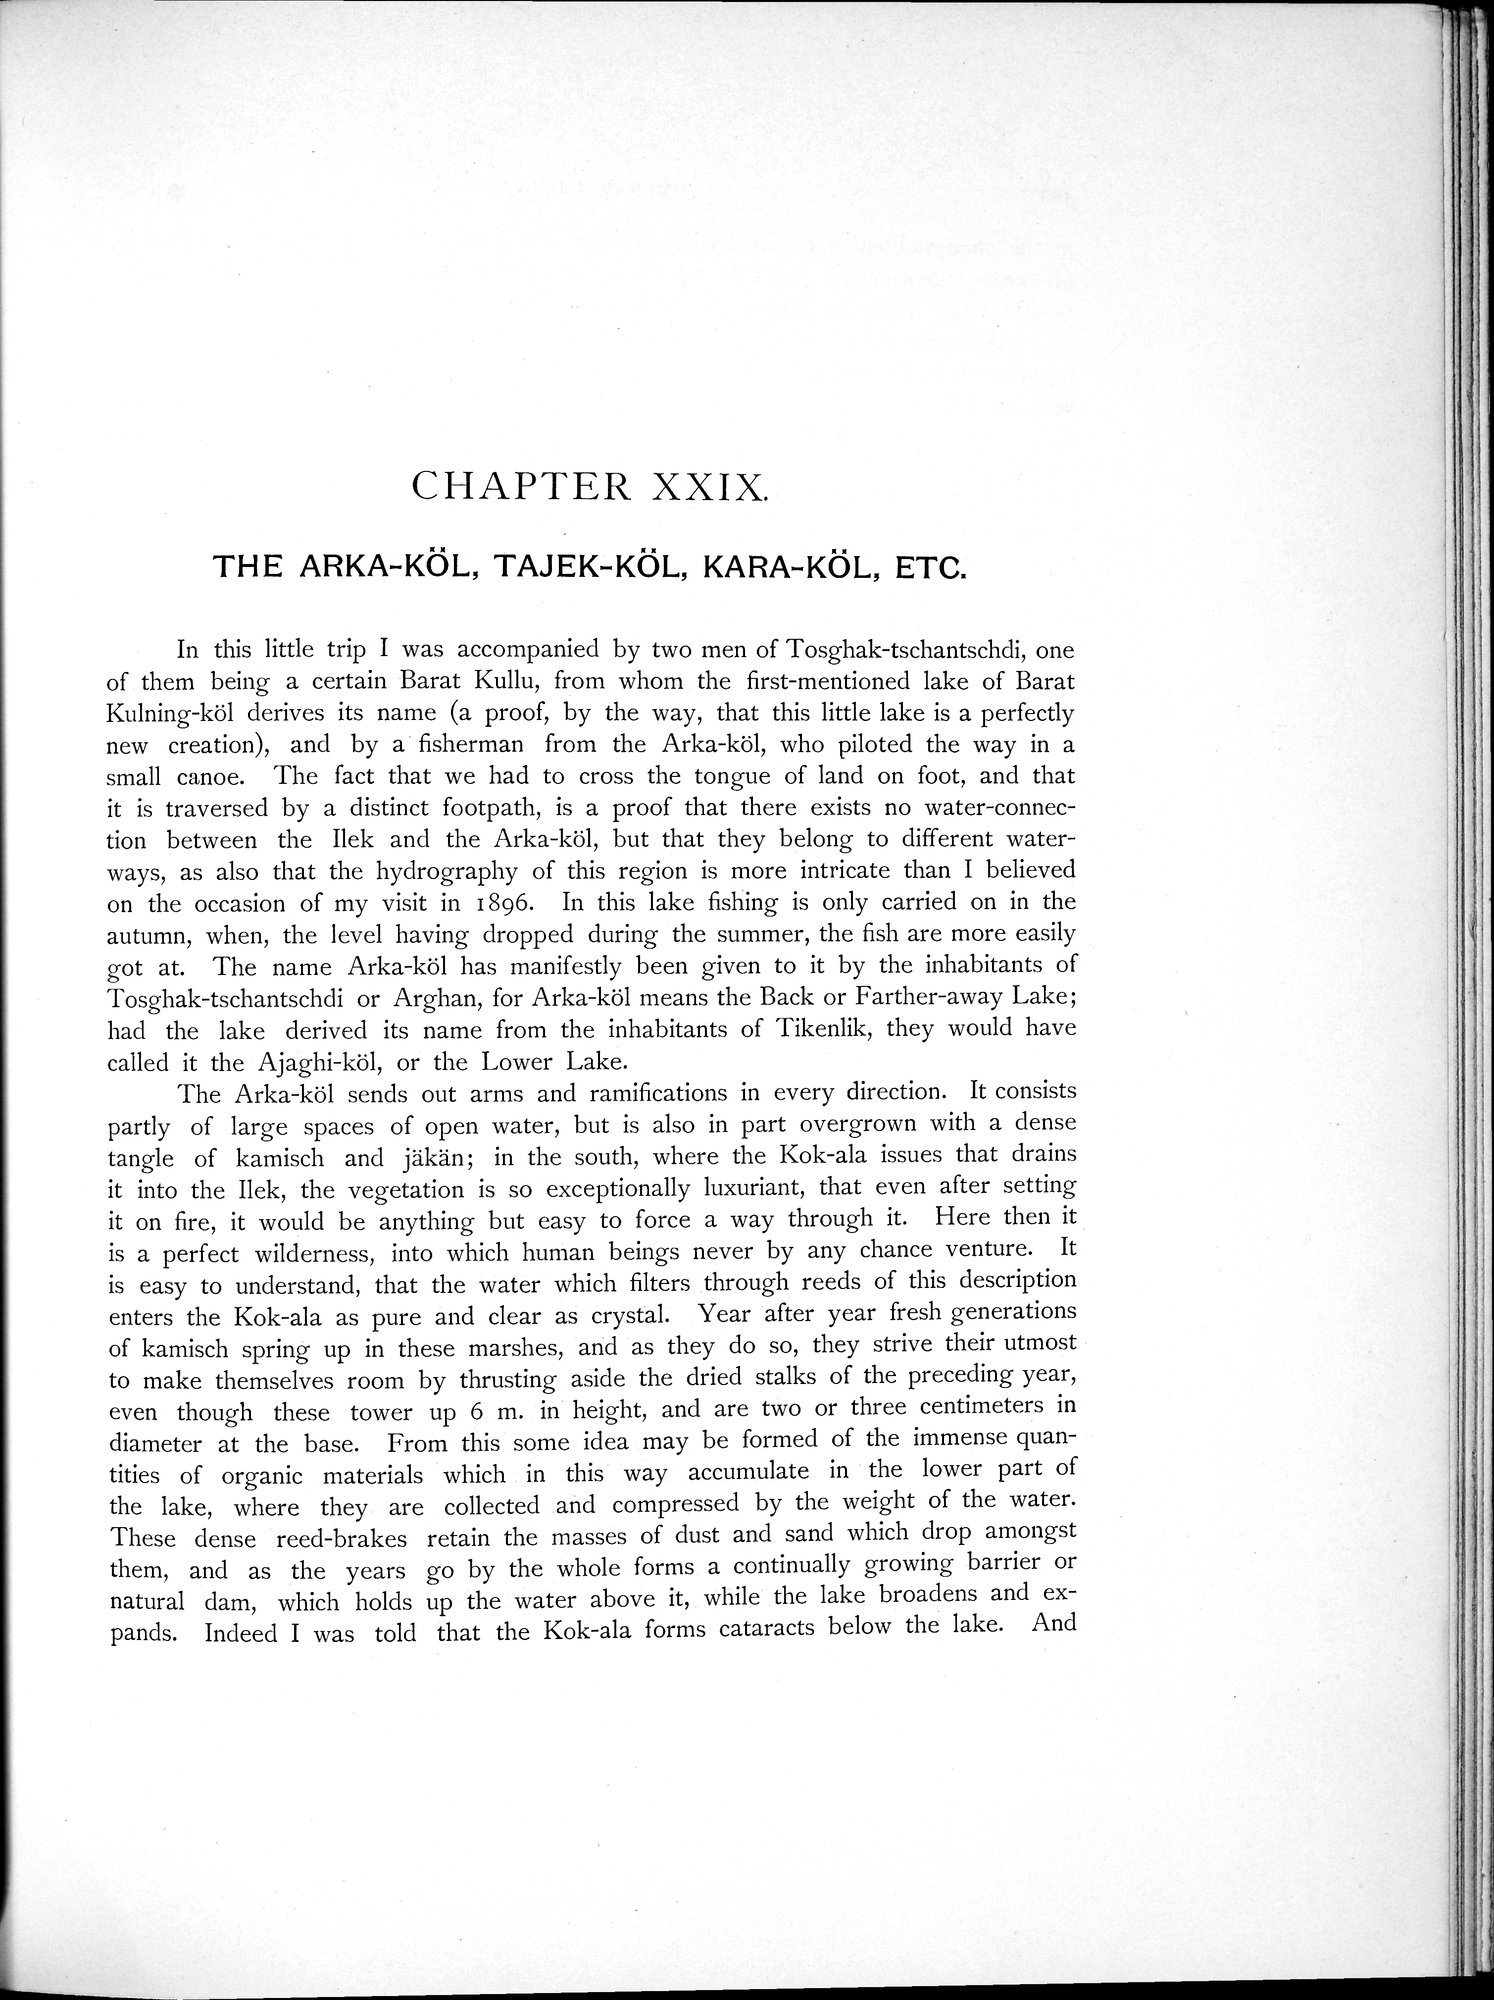 CHAPTER XXIX.
THE ARKA-KÖL, TAJEK-KÖL, KARA-KÖL, ETC.
In this little trip I was accompanied by two men of Tosghak-tschantschdi, one
of them being a certain Barat Kullu, from whom the first-mentioned lake of Barat
Kulning-köl derives its name (a proof, by the way, that this little lake is a perfectly
new creation), and by a fisherman from the Arka-köl, who piloted the way in a
small canoe. The fact that we had to cross the tongue of land on foot, and that
it is traversed by a distinct footpath, is a proof that there exists no water-connec-
tion between the Ilek and the Arka-köl, but that they belong to different water-
ways, as also that the hydrography of this region is more intricate than I believed
on the occasion of my visit in 1896. In this lake fishing is only carried on in the
autumn, when, the level having dropped during the summer, the fish are more easily
got at. The name Arka-köl has manifestly been given to it by the inhabitants of
Tosghak-tschantschdi or Arghan, for Arka-köl means the Back or Farther-away Lake;
had the lake derived its name from the inhabitants of Tikenlik, they would have
called it the Ajaghi-köl, or the Lower Lake.
The Arka-köl sends out arms and ramifications in every direction. It consists
partly of large spaces of open water, but is also in part overgrown with a dense
tangle of kamisch and jäkän; in the south, where the Kok-ala issues that drains
it into the Ilek, the vegetation is so exceptionally luxuriant, that even after setting
it on fire, it would be anything but easy to force a way through it. Here then it
is a perfect wilderness, into which human beings never by any chance venture. It
is easy to understand, that the water which filters through reeds of this description
enters the Kok-ala as pure and clear as crystal. Year after year fresh generations
of kamisch spring up in these marshes, and as they do so, they strive their utmost
to make themselves room by thrusting aside the dried stalks of the preceding year,
even though these tower up 6 m. in height, and are two or three centimeters in
diameter at the base. From this some idea may be formed of the immense quan-
tities of organic materials which in this way accumulate in the lower part of
the lake, where they are collected and compressed by the weight of the water.
These dense reed-brakes retain the masses of dust and sand which drop amongst
them, and as the years go by the whole forms a continually growing barrier or
natural dam, which holds up the water above it, while the lake broadens and ex-
pands. Indeed I was told that the Kok-ala forms cataracts below the lake. And